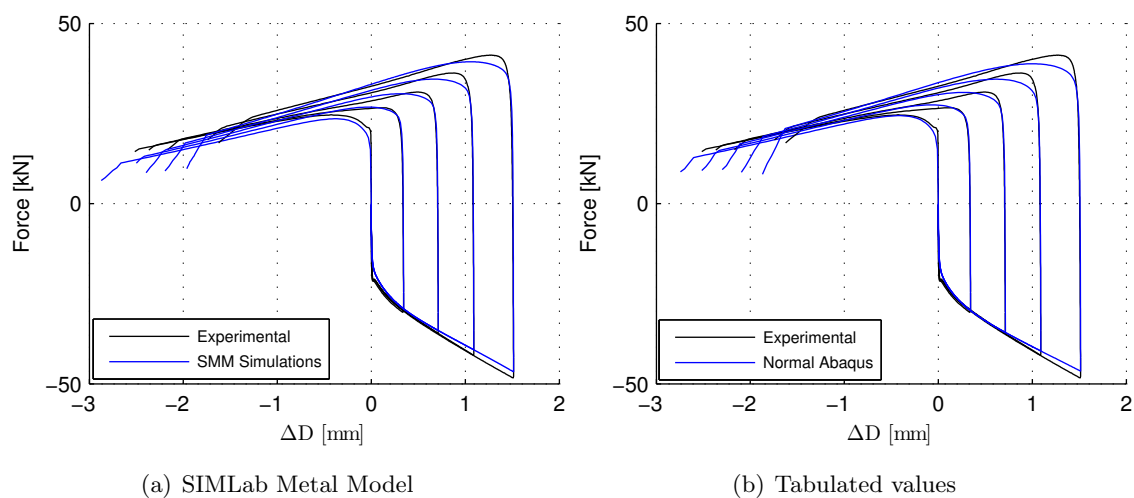 50
0
−50
Force [kN]
−3 −2 −1 0 1 2
ΔD [mm]
Experimental
SMM Simulations
(a) SIMLab Metal Model
50
0
−50
Force [kN]
−3 −2 −1 0 1 2
ΔD [mm]
Experimental
Normal Abaqus
(b) Tabulated values